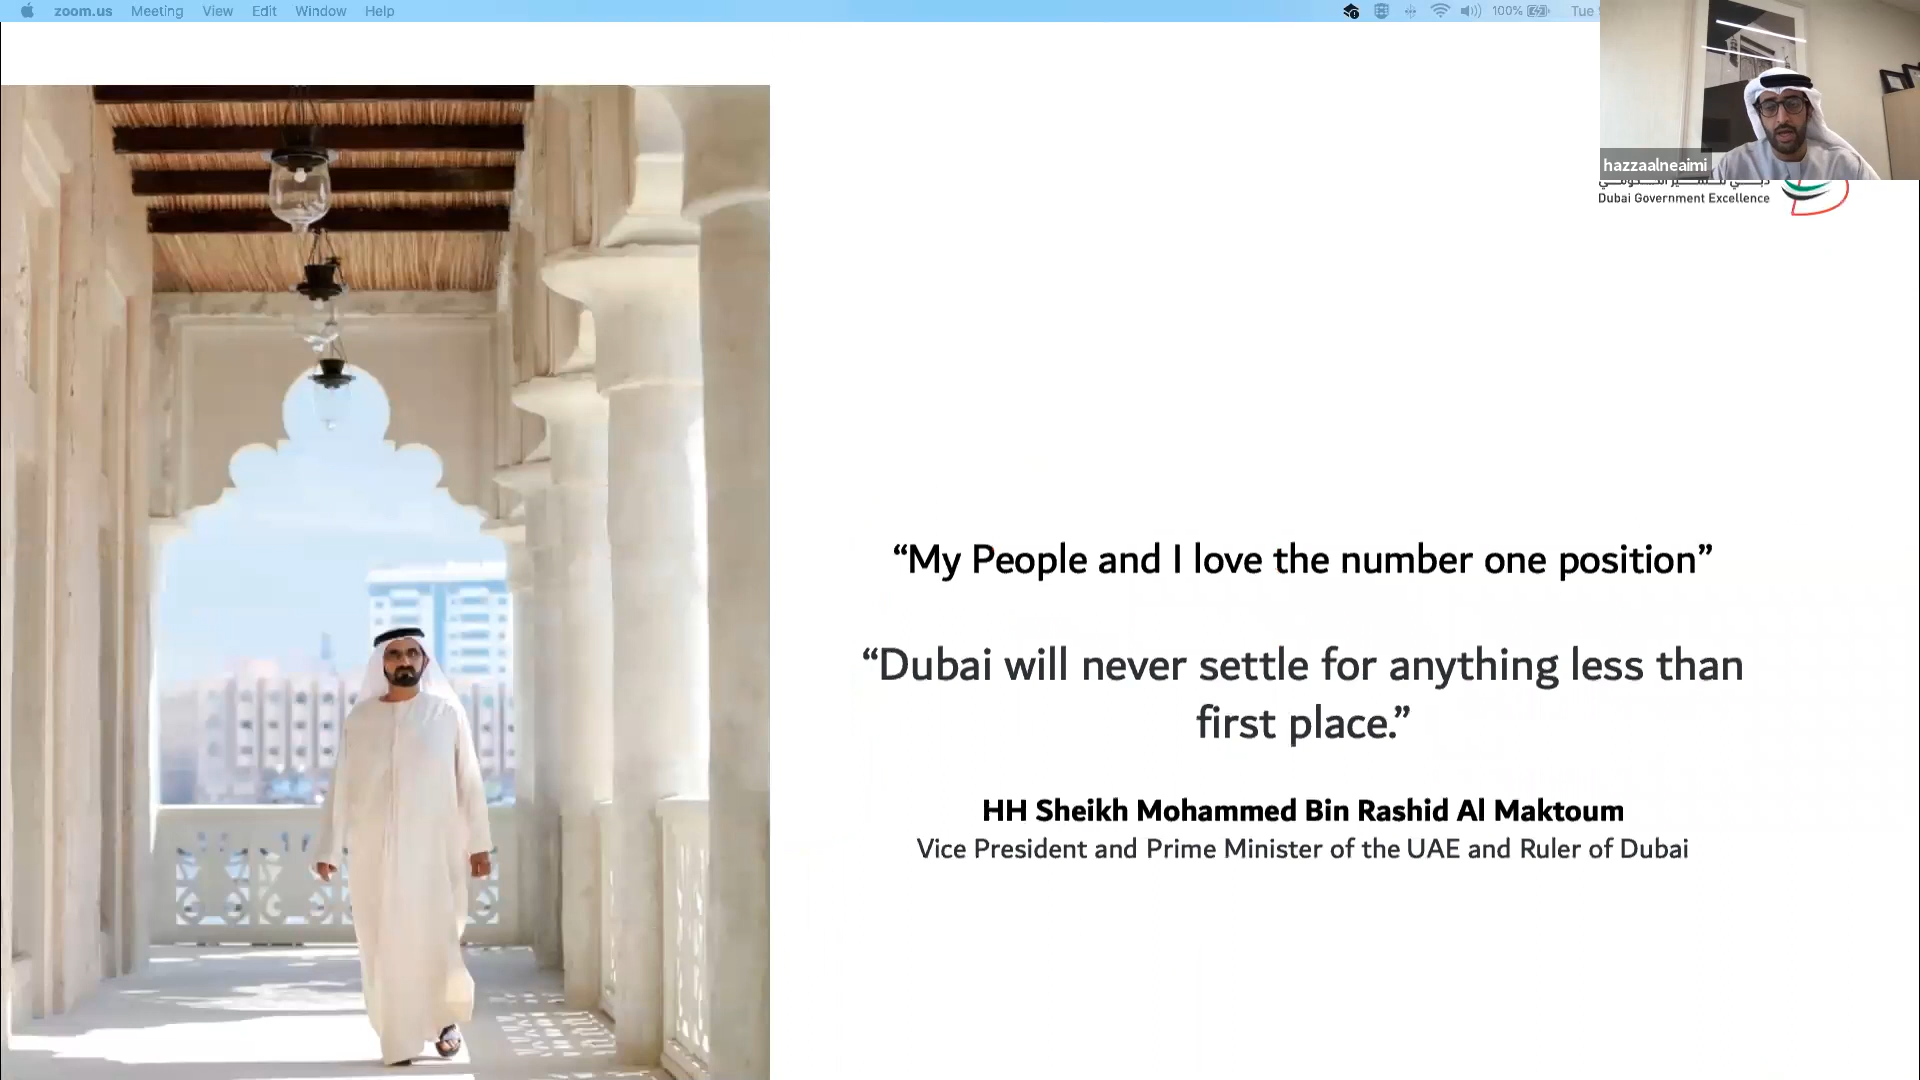 zoom.us Meeting View Edit Window Help 100% Tue
hazzaalneaimi
Dubai Government Excellence
“My People and I love the number one position”
“Dubai will never settle for anything less than
first place.”
HH Sheikh Mohammed Bin Rashid Al Maktoum
Vice President and Prime Minister of the UAE and Ruler of Dubai